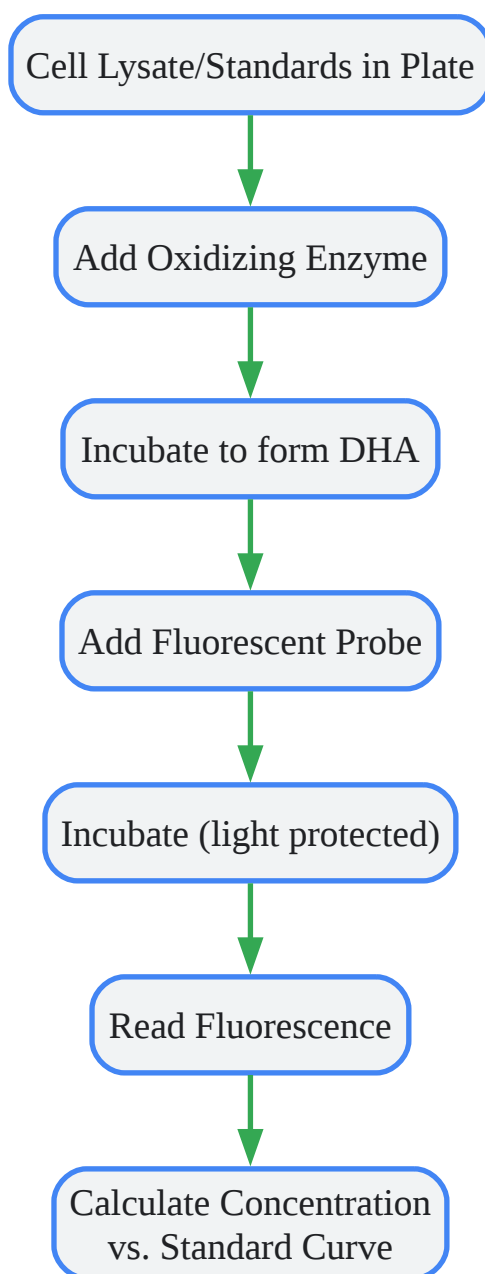 Cell Lysate/Standards in Plate
Add Oxidizing Enzyme
Incubate to form DHA
Add Fluorescent Probe
Incubate (light protected)
Read Fluorescence
Calculate Concentration
vs. Standard Curve